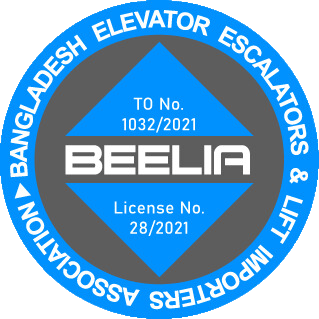 BANGLADESH ELEVATOR ESCALATORS & LIFT IMPORTERS ASSOCIATION
TO No.
1032/2021
BEELIA
License No.
28/2021